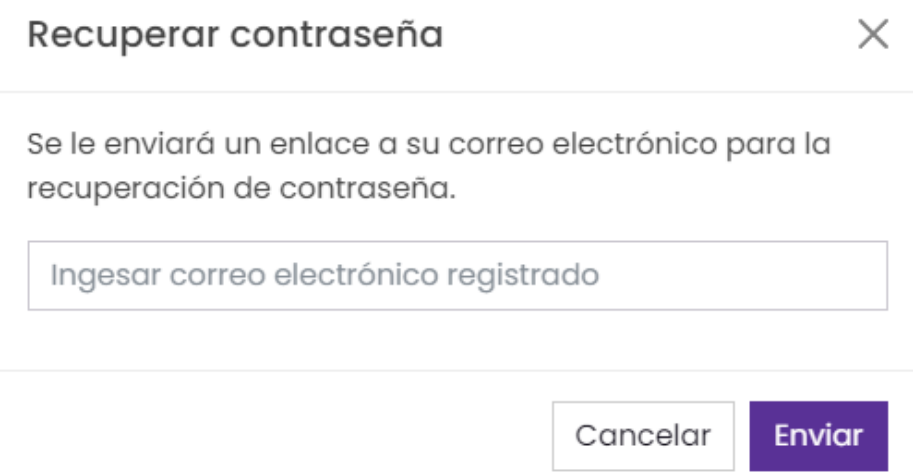 Recuperar contraseña
Se le enviará un enlace a su correo electrónico para la
recuperación de contraseña.
Ingesar correo electrónico registrado
Cancelar
Enviar